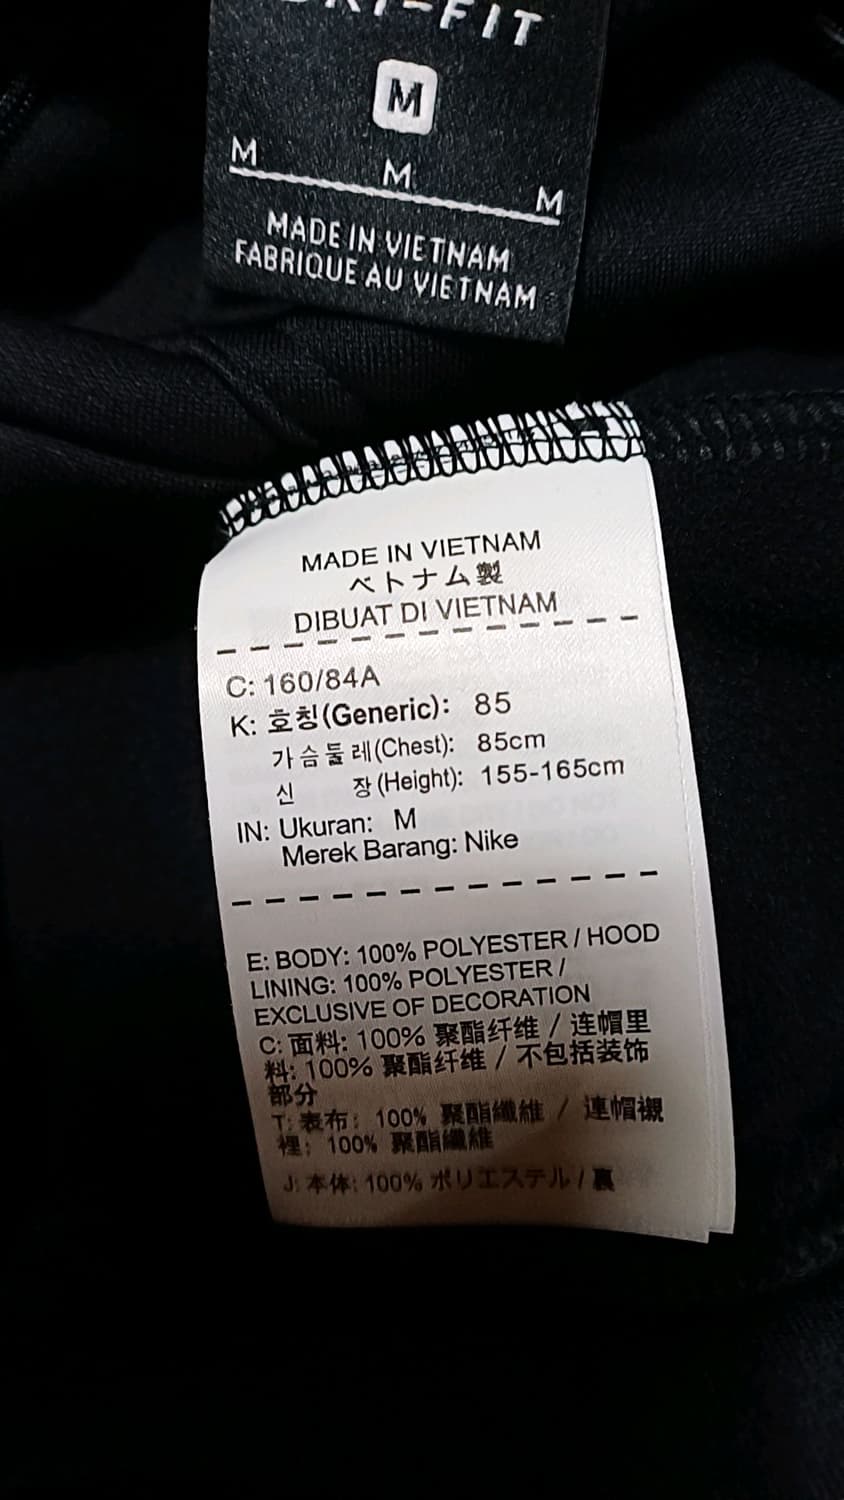 DRI-FIT
M
M M M
MADE IN VIETNAM
FABRIQUE AU VIETNAM
MADE IN VIETNAM
ベトナム製
DIBUAT DI VIETNAM
C: 160/84A
K: 호칭(Generic): 85
가슴둘레(Chest): 85cm
신 장(Height): 155-165cm
IN: Ukuran: M
Merek Barang: Nike
E: BODY: 100% POLYESTER / HOOD
LINING: 100% POLYESTER /
EXCLUSIVE OF DECORATION
C: 面料: 100% 聚酯纤维 / 连帽里
料: 100% 聚酯纤维 / 不包括装饰
部分
T: 表布: 100% 聚酯纖維 / 連帽襯
裡: 100% 聚酯纖維
J: 本体: 100% ポリエステル / 裏